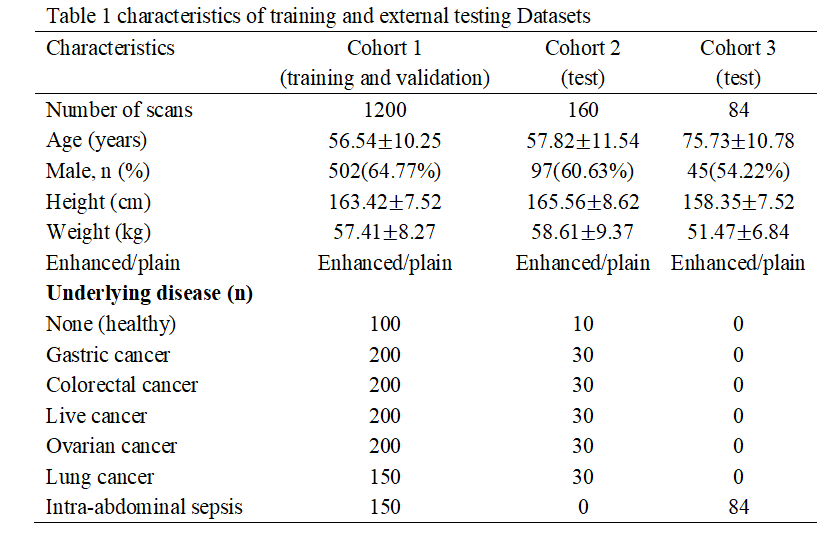 Table 1 characteristics of training and external testing Datasets
Characteristics Cohort 1 Cohort 2 Cohort 3
(training and validation) (test) (test)
Number of scans 1200 160 84
Age (years) 56.54±10.25 57.82±11.54 75.73±10.78
Male, n (%) 502(64.77%) 97(60.63%) 45(54.22%)
Height (cm) 163.42±7.52 165.56±8.62 158.35±7.52
Weight (kg) 57.41±8.27 58.61±9.37 51.47±6.84
Enhanced/plain Enhanced/plain Enhanced/plain Enhanced/plain
Underlying disease (n)
None (healthy) 100 10 0
Gastric cancer 200 30 0
Colorectal cancer 200 30 0
Live cancer 200 30 0
Ovarian cancer 200 30 0
Lung cancer 150 30 0
Intra-abdominal sepsis 150 0 84